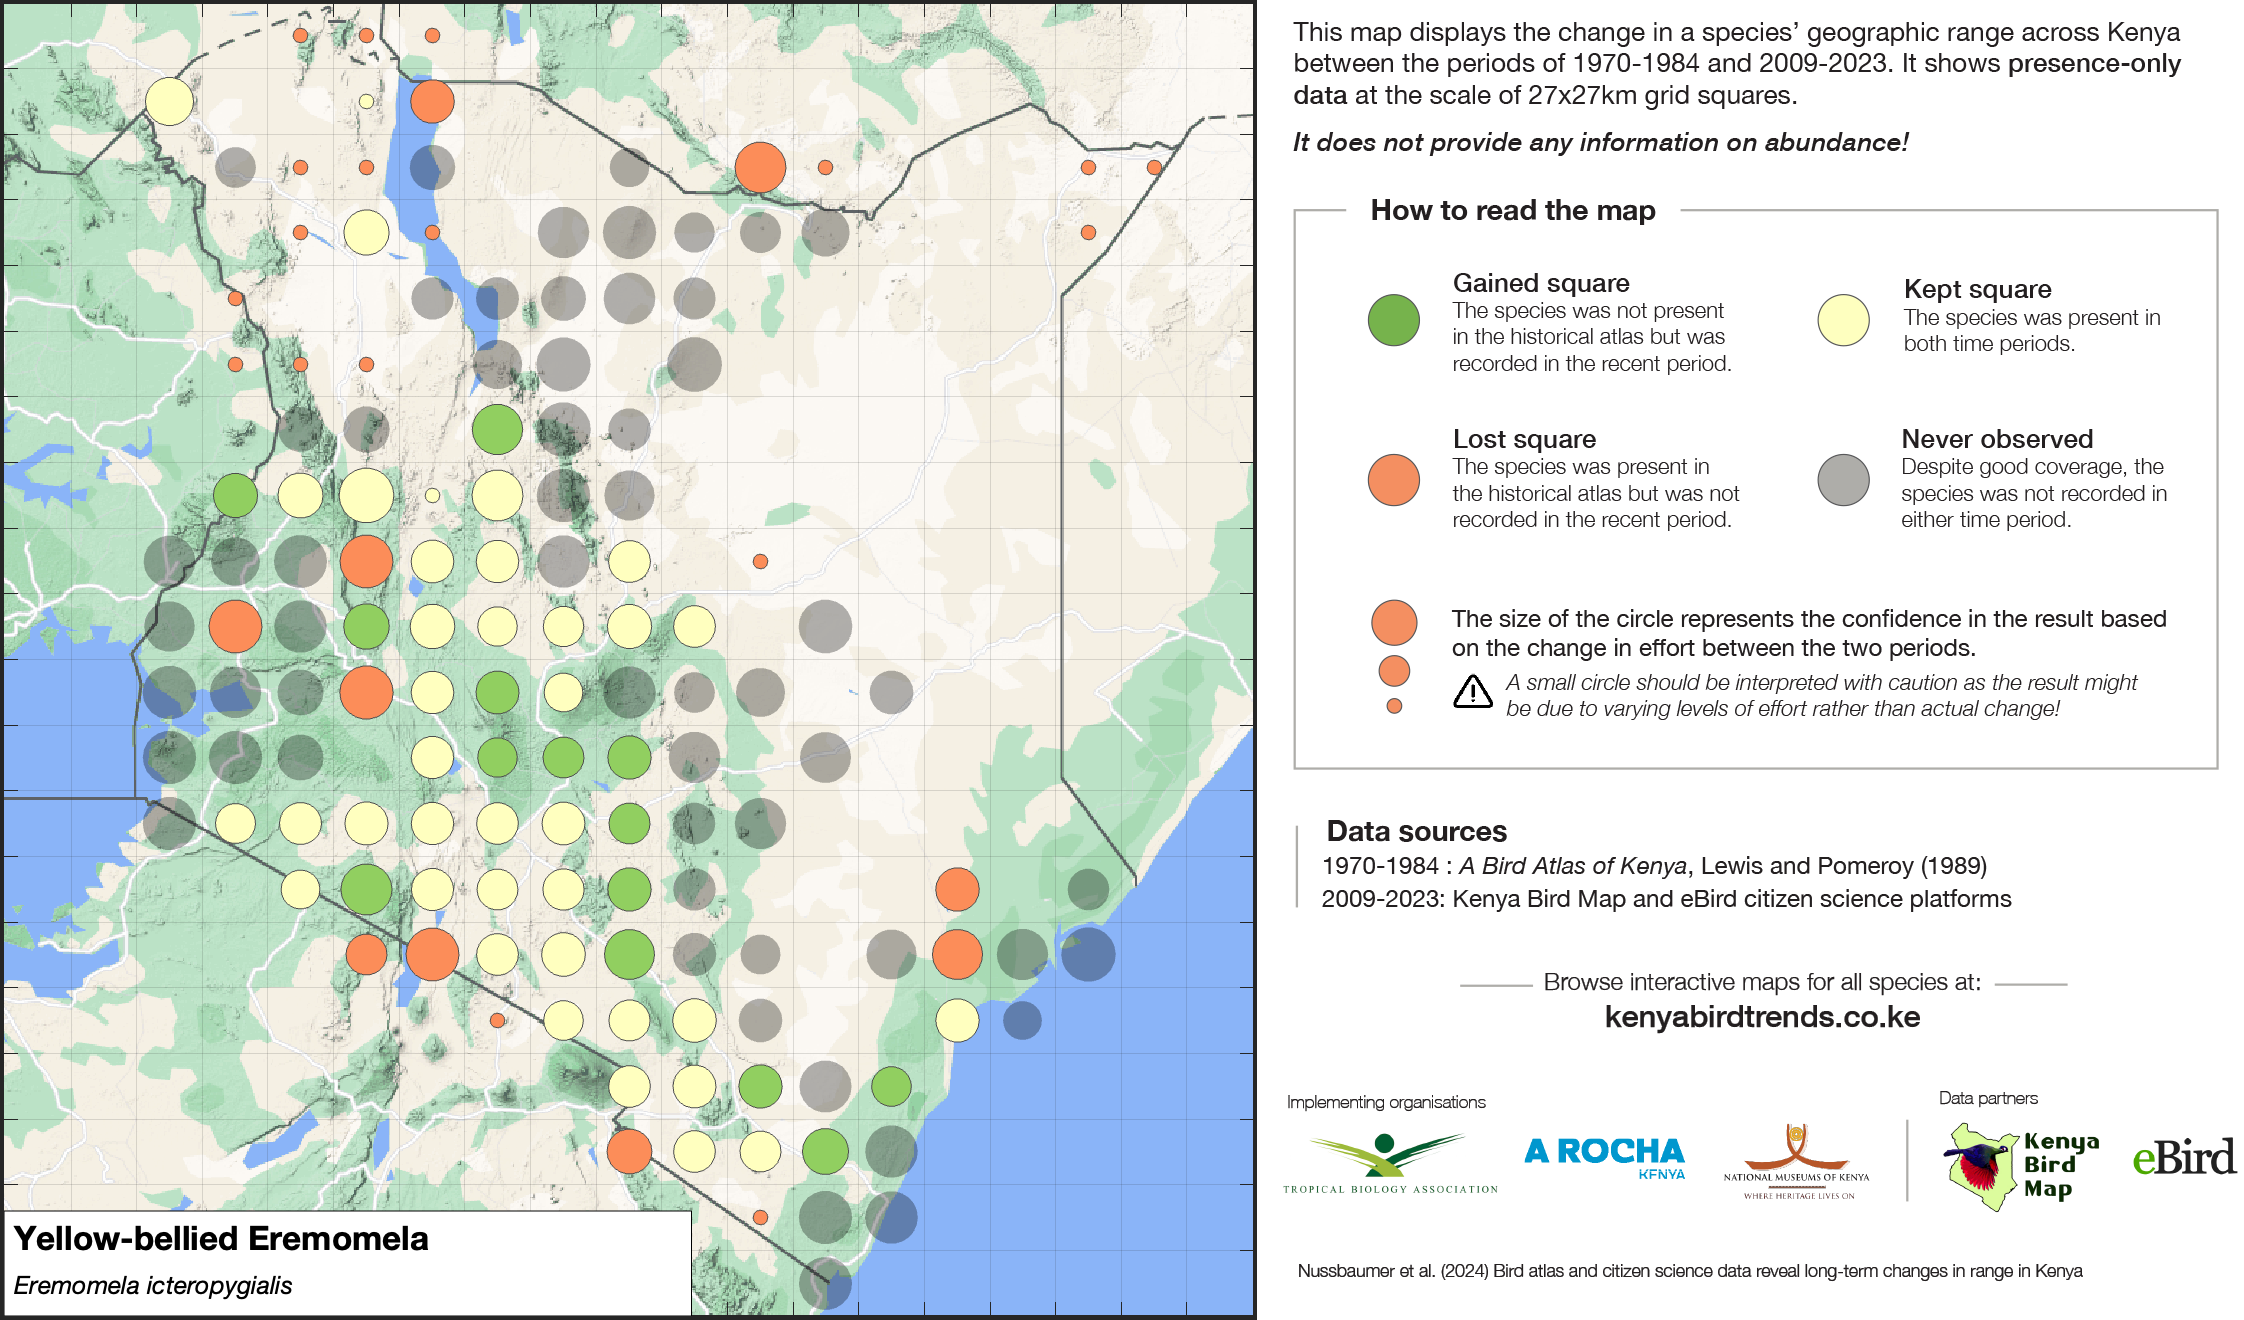 This map displays the change in a species’ geographic range across Kenya
between the periods of 1970-1984 and 2009-2023. It shows presence-only
data at the scale of 27x27km grid squares.
It does not provide any information on abundance!
How to read the map
Gained square
The species was not present
in the historical atlas but was
recorded in the recent period.
Kept square
The species was present in
both time periods.
Lost square
The species was present in
the historical atlas but was not
recorded in the recent period.
Never observed
Despite good coverage, the
species was not recorded in
either time period.
The size of the circle represents the confidence in the result based
on the change in effort between the two periods.
A small circle should be interpreted with caution as the result might
be due to varying levels of effort rather than actual change!
Data sources
1970-1984 : A Bird Atlas of Kenya, Lewis and Pomeroy (1989)
2009-2023: Kenya Bird Map and eBird citizen science platforms
Browse interactive maps for all species at:
kenyabirdtrends.co.ke
Implementing organisations
Data partners
TROPICAL BIOLOGY ASSOCIATION
A ROCHA
KENYA
NATIONAL MUSEUMS OF KENYA
WHERE HERITAGE LIVES ON
Kenya
Bird
Map
eBird
Nussbaumer et al. (2024) Bird atlas and citizen science data reveal long-term changes in range in Kenya
Yellow-bellied Eremomela
Eremomela icteropygialis